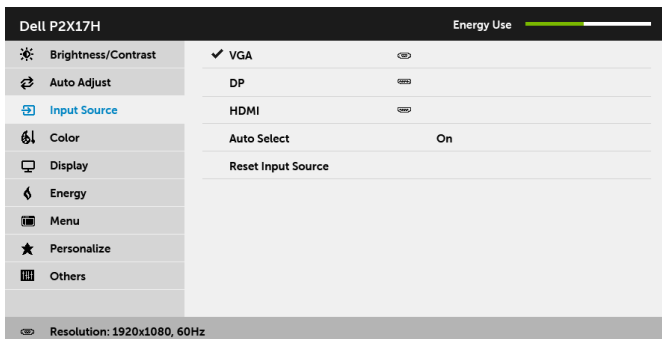 Dell P2X17H Energy Use
Brightness/Contrast VGA
Auto Adjust DP
Input Source HDMI
Color Auto Select On
Display Reset Input Source
Energy
Menu
Personalize
Others
Resolution: 1920x1080, 60Hz